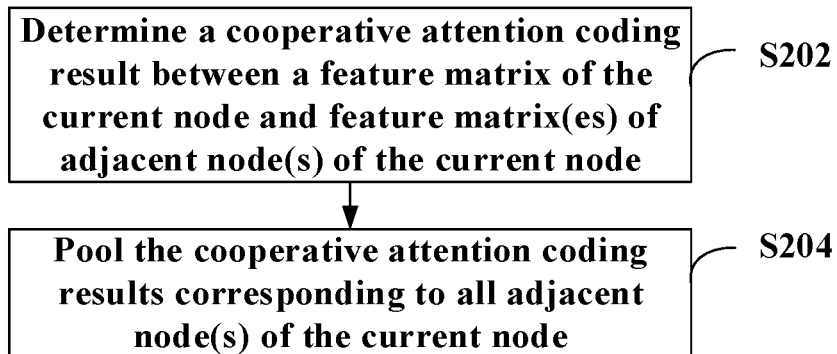 Determine a cooperative attention coding
result between a feature matrix of the
current node and feature matrix(es) of
adjacent node(s) of the current node
S202
Pool the cooperative attention coding
results corresponding to all adjacent
node(s) of the current node
S204